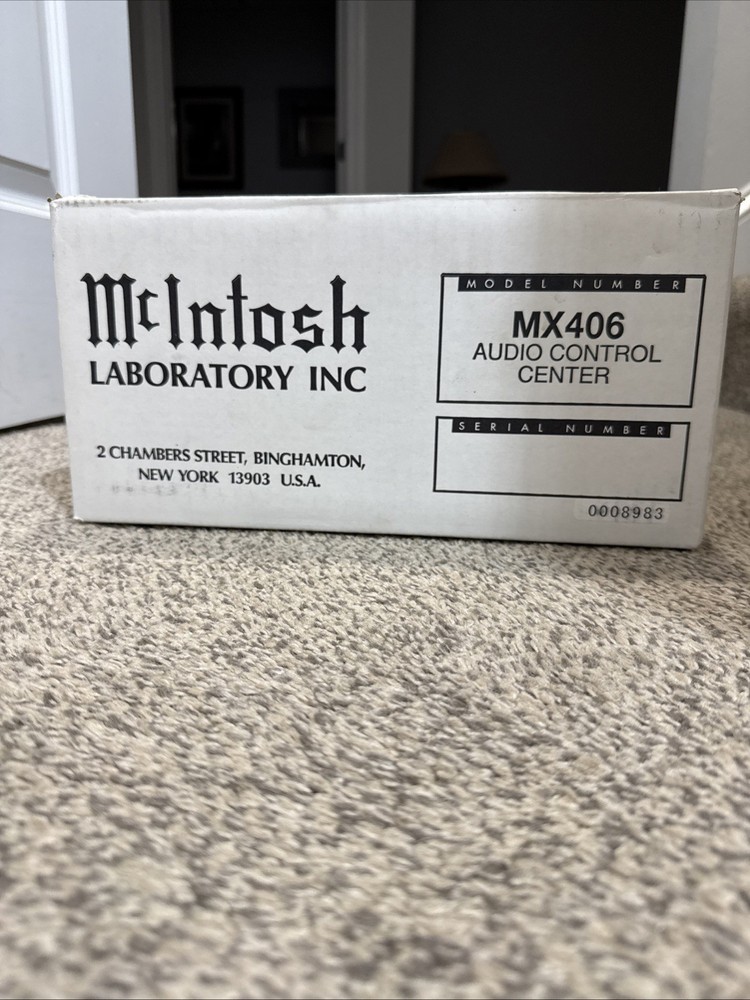 McIntosh
LABORATORY INC
2 CHAMBERS STREET, BINGHAMTON,
NEW YORK 13903 U.S.A.
MODEL NUMBER
MX406
AUDIO CONTROL
CENTER
SERIAL NUMBER
0008983